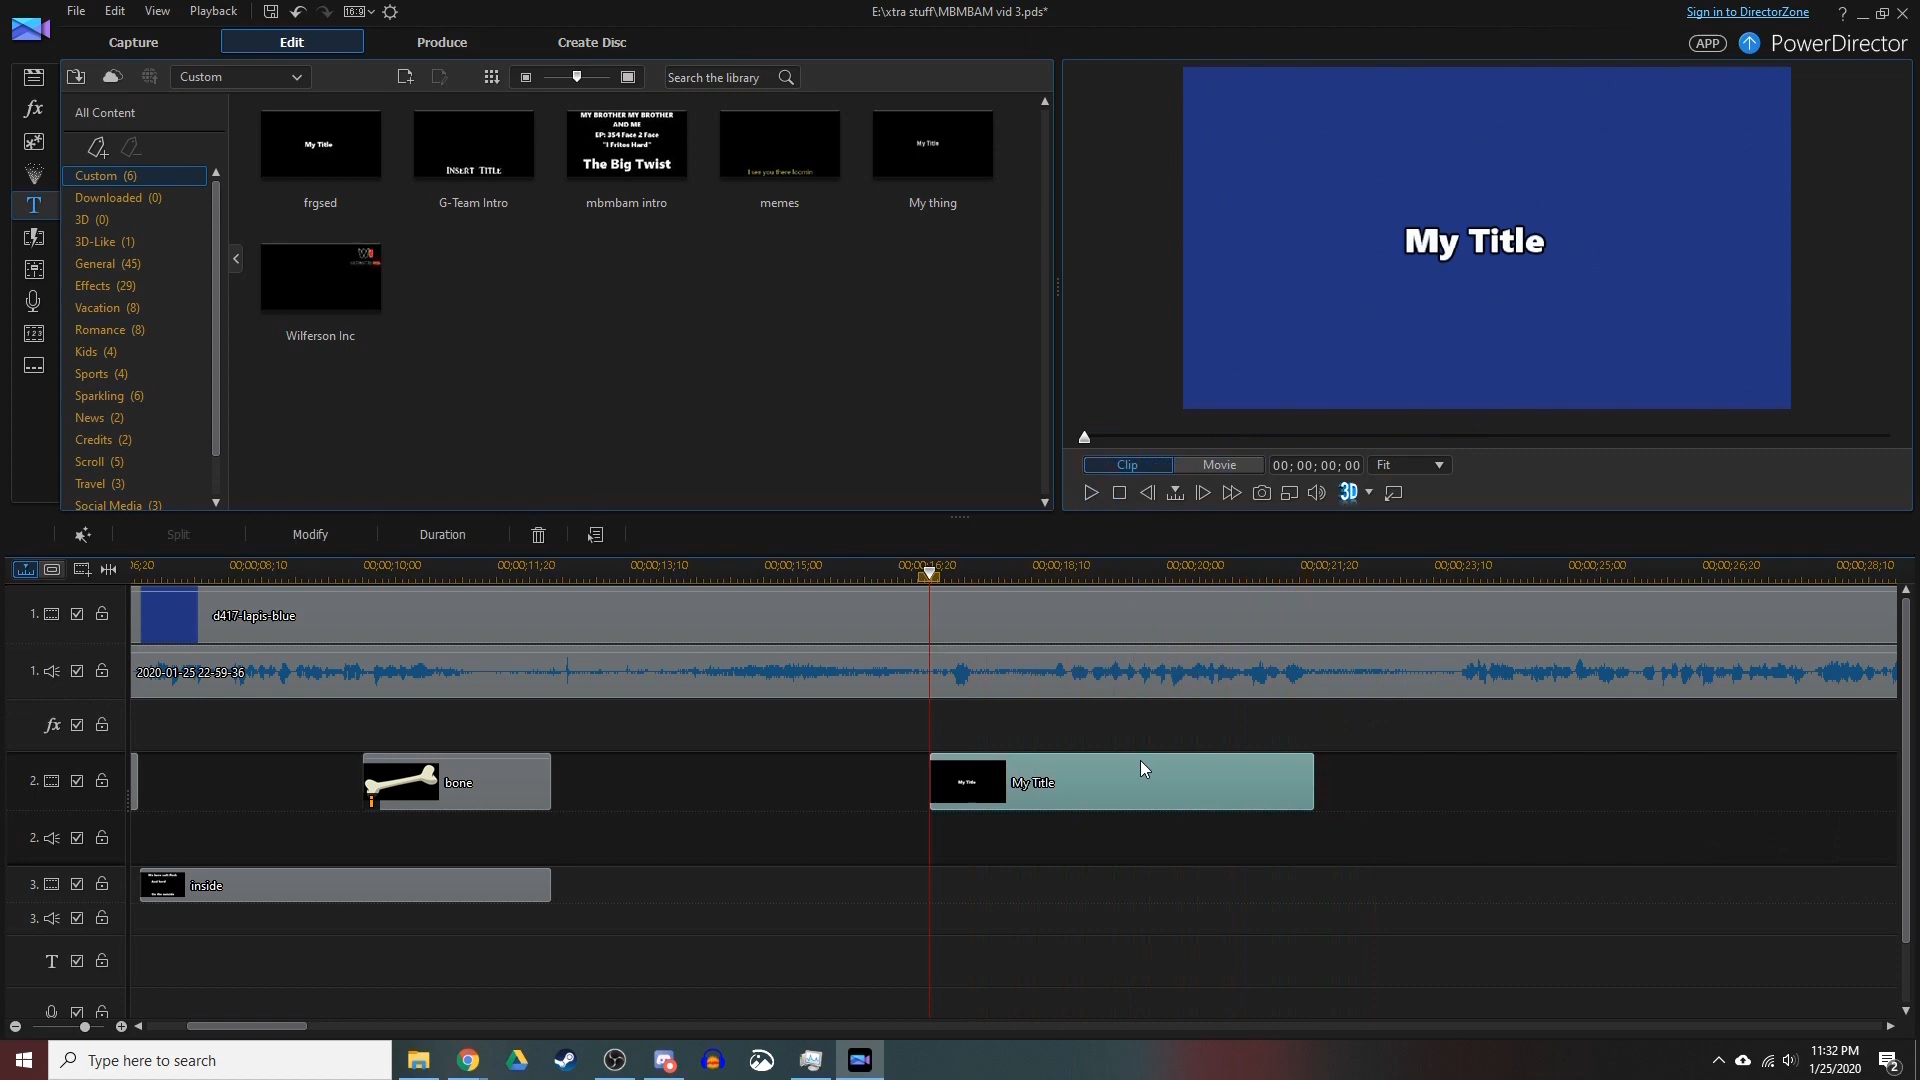 File Edit View Playback 16:9 E:\xtra stuff\MBMBAM vid 3.pds* Sign in to DirectorZone ?
Capture Edit Produce Create Disc APP PowerDirector
Custom Search the library
All Content
Custom (6)
Downloaded (0)
3D (0)
3D-Like (1)
General (45)
Effects (29)
Vacation (8)
Romance (8)
Kids (4)
Sports (4)
Sparkling (6)
News (2)
Credits (2)
Scroll (5)
Travel (3)
Social Media (3)
My Title
frgsed
INSERT TITLE
G-Team Intro
MY BROTHER MY BROTHER
AND ME
EP: 354 Face 2 Face
"I Fritos Hard"
The Big Twist
mbmbam intro
I see you there locmin
memes
My Title
My thing
Wilferson Inc
My Title
Clip Movie 00; 00; 00; 00 Fit
3D
Split Modify Duration
06;20 00;00;08;10 00;00;10;00 00;00;11;20 00;00;13;10 00;00;15;00 00;00;16;20 00;00;18;10 00;00;20;00 00;00;21;20 00;00;23;10 00;00;25;00 00;00;26;20 00;00;28;10
1. d417-lapis-blue
1. 2020-01-25 22-59-36
fx
2. bone My Title My Title
2.
3. inside
3.
T
Type here to search
11:32 PM
1/25/2020
2